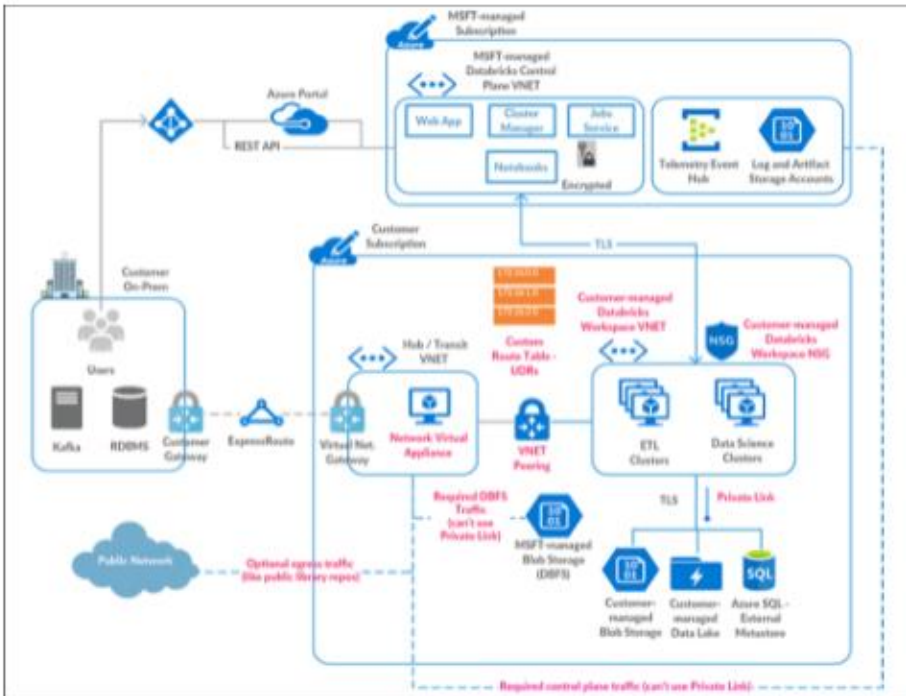 MSFT-managed
Subscription
Azure
MSFT-managed
Databricks Control
Plane VNET
Azure Portal
REST API
Web App
Cluster
Manager
Jobs
Service
Notebooks
Encrypted
Telemetry Event
Hub
Log and Artifact
Storage Accounts
TLS
Customer
Subscription
Azure
Customer
On-Prem
Users
Kafka
RDBMS
Customer
Gateway
ExpressRoute
Hub / Transit
VNET
Virtual Net.
Gateway
Network Virtual
Appliance
Custom
Route Table -
UDRs
VNET
Peering
Customer-managed
Databricks
Workspace VNET
NSG
Customer-managed
Databricks
Workspace NSG
ETL
Clusters
Data Science
Clusters
TLS
Private Link
Required DBFS
Traffic
(can't use
Private Link)
MSFT-managed
Blob Storage
(DBFS)
Public Network
Optional egress traffic
(like public library repos)
Customer-
managed
Blob Storage
Customer-
managed
Data Lake
SQL
Azure SQL -
External
Metastore
Required control plane traffic (can't use Private Link)